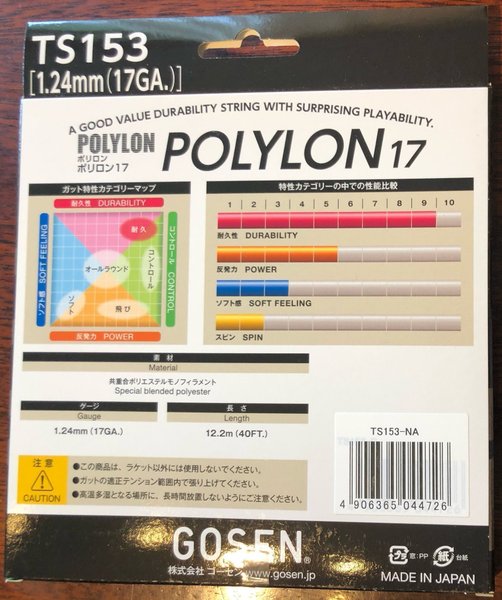 TS153
[1.24mm(17GA.)]
A GOOD VALUE DURABILITY STRING WITH SURPRISING PLAYABILITY.
POLYLON
ポリロン
ポリロン17
POLYLON 17
ガット特性カテゴリーマップ
耐久性 DURABILITY
ソフト感 SOFT FEELING
コントロール CONTROL
耐久
コントロール
オールラウンド
ソフト
飛び
反発力 POWER
特性カテゴリーの中での性能比較
1 2 3 4 5 6 7 8 9 10
耐久性 DURABILITY
反発力 POWER
ソフト感 SOFT FEELING
スピン SPIN
素材
Material
共重合ポリエステルモノフィラメント
Special blended polyester
ゲージ
Gauge
1.24mm(17GA.)
長さ
Length
12.2m(40FT.)
TS153-NA
4 906365 044726
注意
CAUTION
●この商品は、ラケット以外には使用しないでください。
●ガットの適正テンション範囲内で張り上げてください。
●高温多湿となる場所に、長時間放置しないようにご注意ください。
GOSEN®
株式会社 ゴーセン www.gosen.jp
プラ 窓:PP 紙 台紙
MADE IN JAPAN